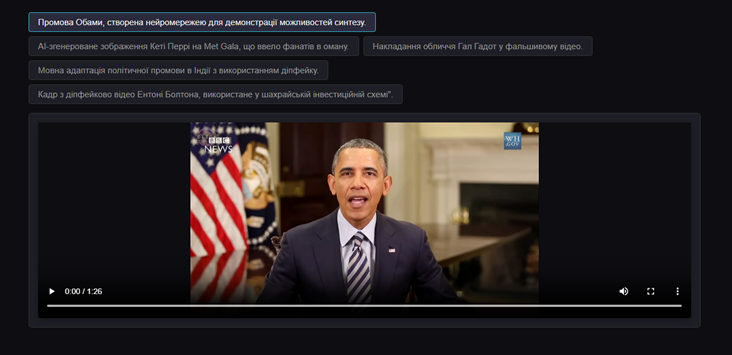 Промова Обами, створена нейромережею для демонстрації можливостей синтезу.
AI-згенероване зображення Кеті Перрі на Met Gala, що ввело фанатів в оману.
Накладання обличчя Гал Гадот у фальшивому відео.
Мовна адаптація політичної промови в Індії з використанням діпфейку.
Кадр з діпфейково відео Ентоні Болтона, використане у шахрайській інвестиційній схемі".
BBC
NEWS
WH
.GOV
0:00 / 1:26